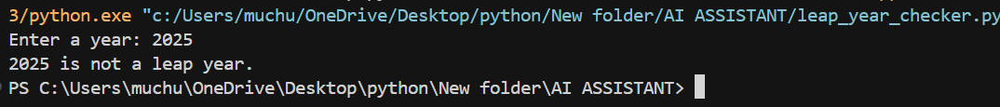 3/python.exe "c:/Users/muchu/OneDrive/Desktop/python/New folder/AI ASSISTANT/leap_year_checker.py
Enter a year: 2025
2025 is not a leap year.
PS C:\Users\muchu\OneDrive\Desktop\python\New folder\AI ASSISTANT>